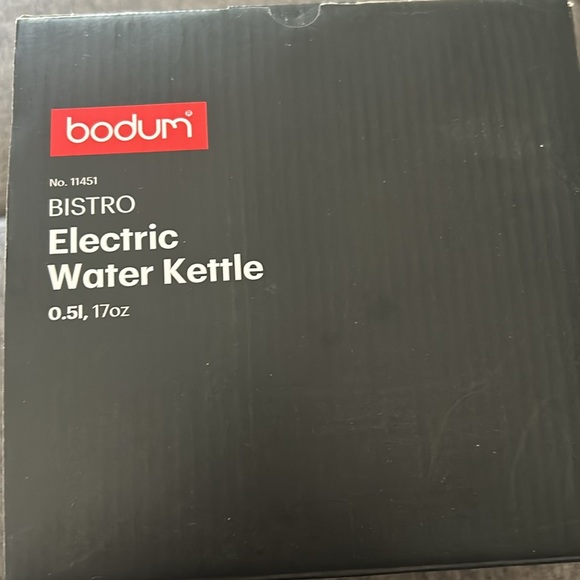 bodum®
No. 11451
BISTRO
Electric
Water Kettle
0.5l, 17oz